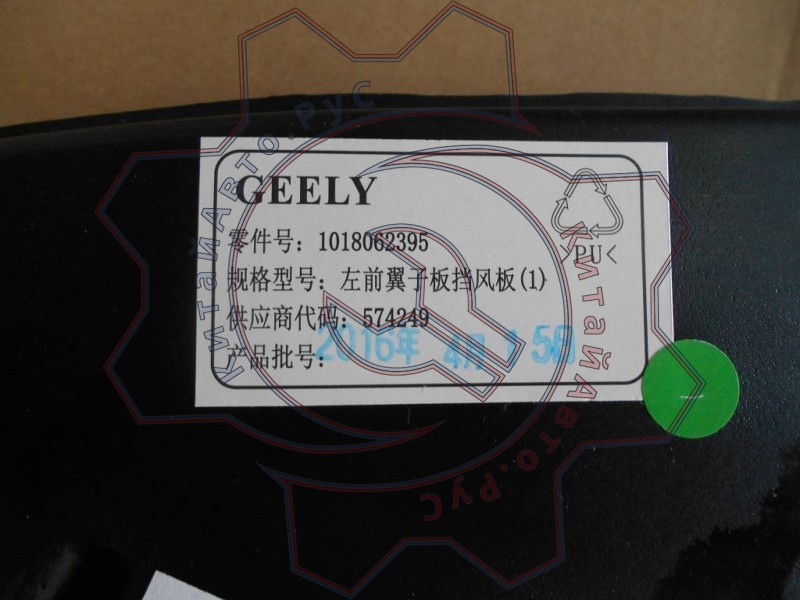 GEELY
零件号：1018062395
>PU<
规格型号：左前翼子板挡风板(1)
供应商代码：574249
产品批号：2016年 4月 15日
КитайАвто.Рус
КитайАвто.Рус